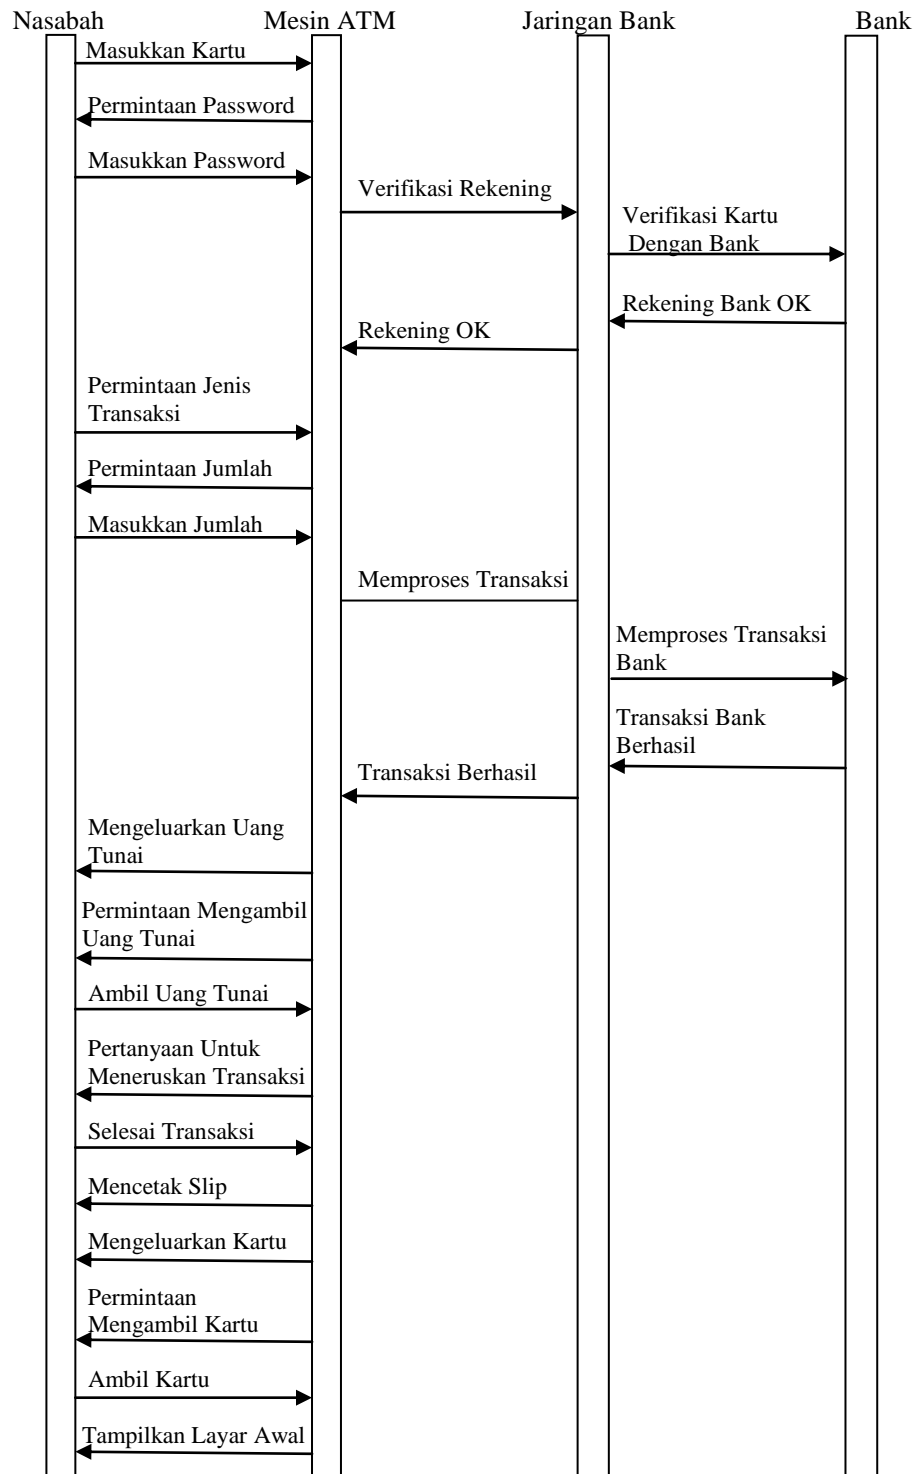 Nasabah Mesin ATM Jaringan Bank Bank
Masukkan Kartu
Permintaan Password
Masukkan Password
Verifikasi Rekening
Verifikasi Kartu
Dengan Bank
Rekening Bank OK
Rekening OK
Permintaan Jenis
Transaksi
Permintaan Jumlah
Masukkan Jumlah
Memproses Transaksi
Memproses Transaksi
Bank
Transaksi Bank
Berhasil
Transaksi Berhasil
Mengeluarkan Uang
Tunai
Permintaan Mengambil
Uang Tunai
Ambil Uang Tunai
Pertanyaan Untuk
Meneruskan Transaksi
Selesai Transaksi
Mencetak Slip
Mengeluarkan Kartu
Permintaan
Mengambil Kartu
Ambil Kartu
Tampilkan Layar Awal